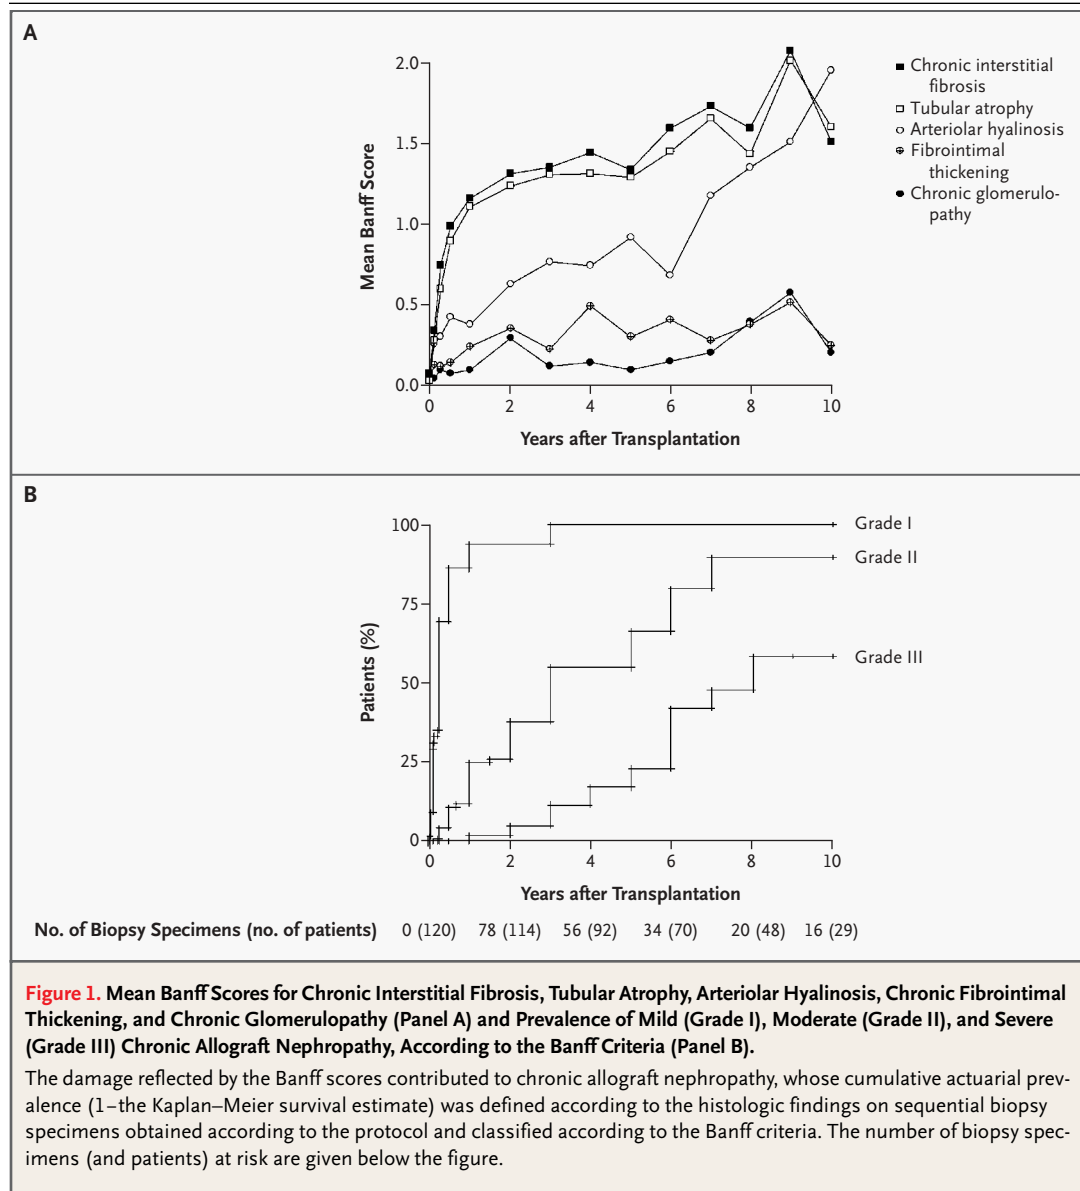 A
2.0
1.5
1.0
0.5
0.0
Mean Banff Score
0 2 4 6 8 10
Years after Transplantation
Chronic interstitial
fibrosis
Tubular atrophy
Arteriolar hyalinosis
Fibrointimal
thickening
Chronic glomerulo-
pathy
B
100
75
50
25
0
Patients (%)
Grade I
Grade II
Grade III
0 2 4 6 8 10
Years after Transplantation
No. of Biopsy Specimens (no. of patients) 0 (120) 78 (114) 56 (92) 34 (70) 20 (48) 16 (29)
Figure 1. Mean Banff Scores for Chronic Interstitial Fibrosis, Tubular Atrophy, Arteriolar Hyalinosis, Chronic Fibrointimal
Thickening, and Chronic Glomerulopathy (Panel A) and Prevalence of Mild (Grade I), Moderate (Grade II), and Severe
(Grade III) Chronic Allograft Nephropathy, According to the Banff Criteria (Panel B).
The damage reflected by the Banff scores contributed to chronic allograft nephropathy, whose cumulative actuarial prev-
alence (1–the Kaplan–Meier survival estimate) was defined according to the histologic findings on sequential biopsy
specimens obtained according to the protocol and classified according to the Banff criteria. The number of biopsy spec-
imens (and patients) at risk are given below the figure.